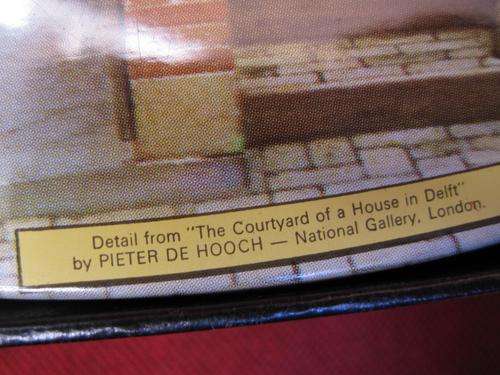 Detail from "The Courtyard of a House in Delft"
by PIETER DE HOOCH — National Gallery, London.